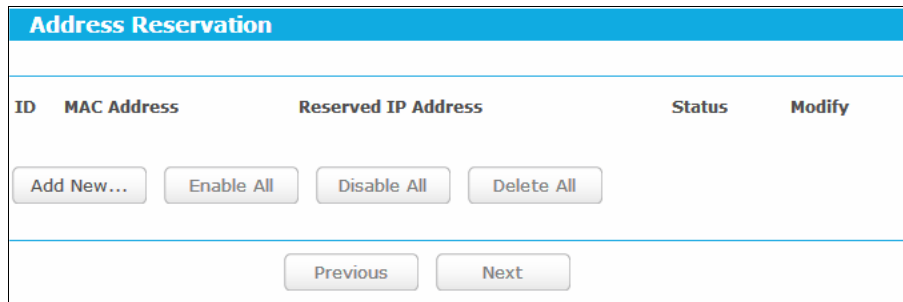 Address Reservation
ID MAC Address Reserved IP Address Status Modify
Add New... Enable All Disable All Delete All
Previous Next